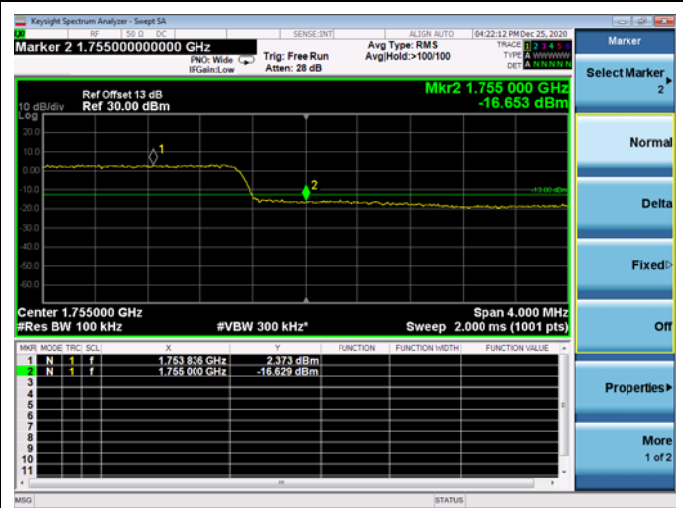 Keysight Spectrum Analyzer - Swept SA
RF 50 Ω DC SENSE:INT ALIGN AUTO 04:22:12 PM Dec 25, 2020
Marker 2 1.755000000000 GHz
PNO: Wide
IFGain:Low
Trig: Free Run
Atten: 28 dB
Avg Type: RMS
Avg|Hold:>100/100
TRACE 1 2 3 4 5 6
TYPE A WWWWW
DET A N N N N N
Mkr2 1.755 000 GHz
-16.653 dBm
Ref Offset 13 dB
10 dB/div Ref 30.00 dBm
Log
20.0
10.0
0.00
-10.0
-20.0
-30.0
-40.0
-50.0
-60.0
1
2
-13.00 dBm
Center 1.755000 GHz Span 4.000 MHz
#Res BW 100 kHz #VBW 300 kHz* Sweep 2.000 ms (1001 pts)
MKR MODE TRC SCL X Y FUNCTION FUNCTION WIDTH FUNCTION VALUE
1 N 1 f 1.753 836 GHz 2.373 dBm
2 N 1 f 1.755 000 GHz -16.629 dBm
3
4
5
6
7
8
9
10
11
MSG STATUS
Marker
Select Marker
2
Normal
Delta
Fixed
Off
Properties
More
1 of 2